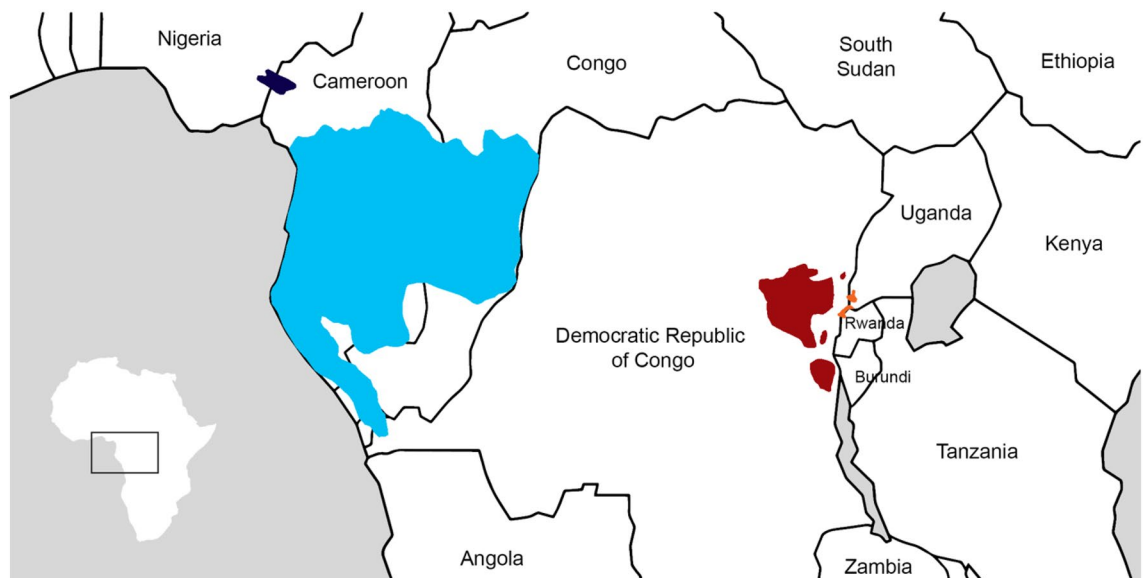 Nigeria
Cameroon
Congo
South
Sudan
Ethiopia
Uganda
Kenya
Democratic Republic
of Congo
Rwanda
Burundi
Tanzania
Angola
Zambia